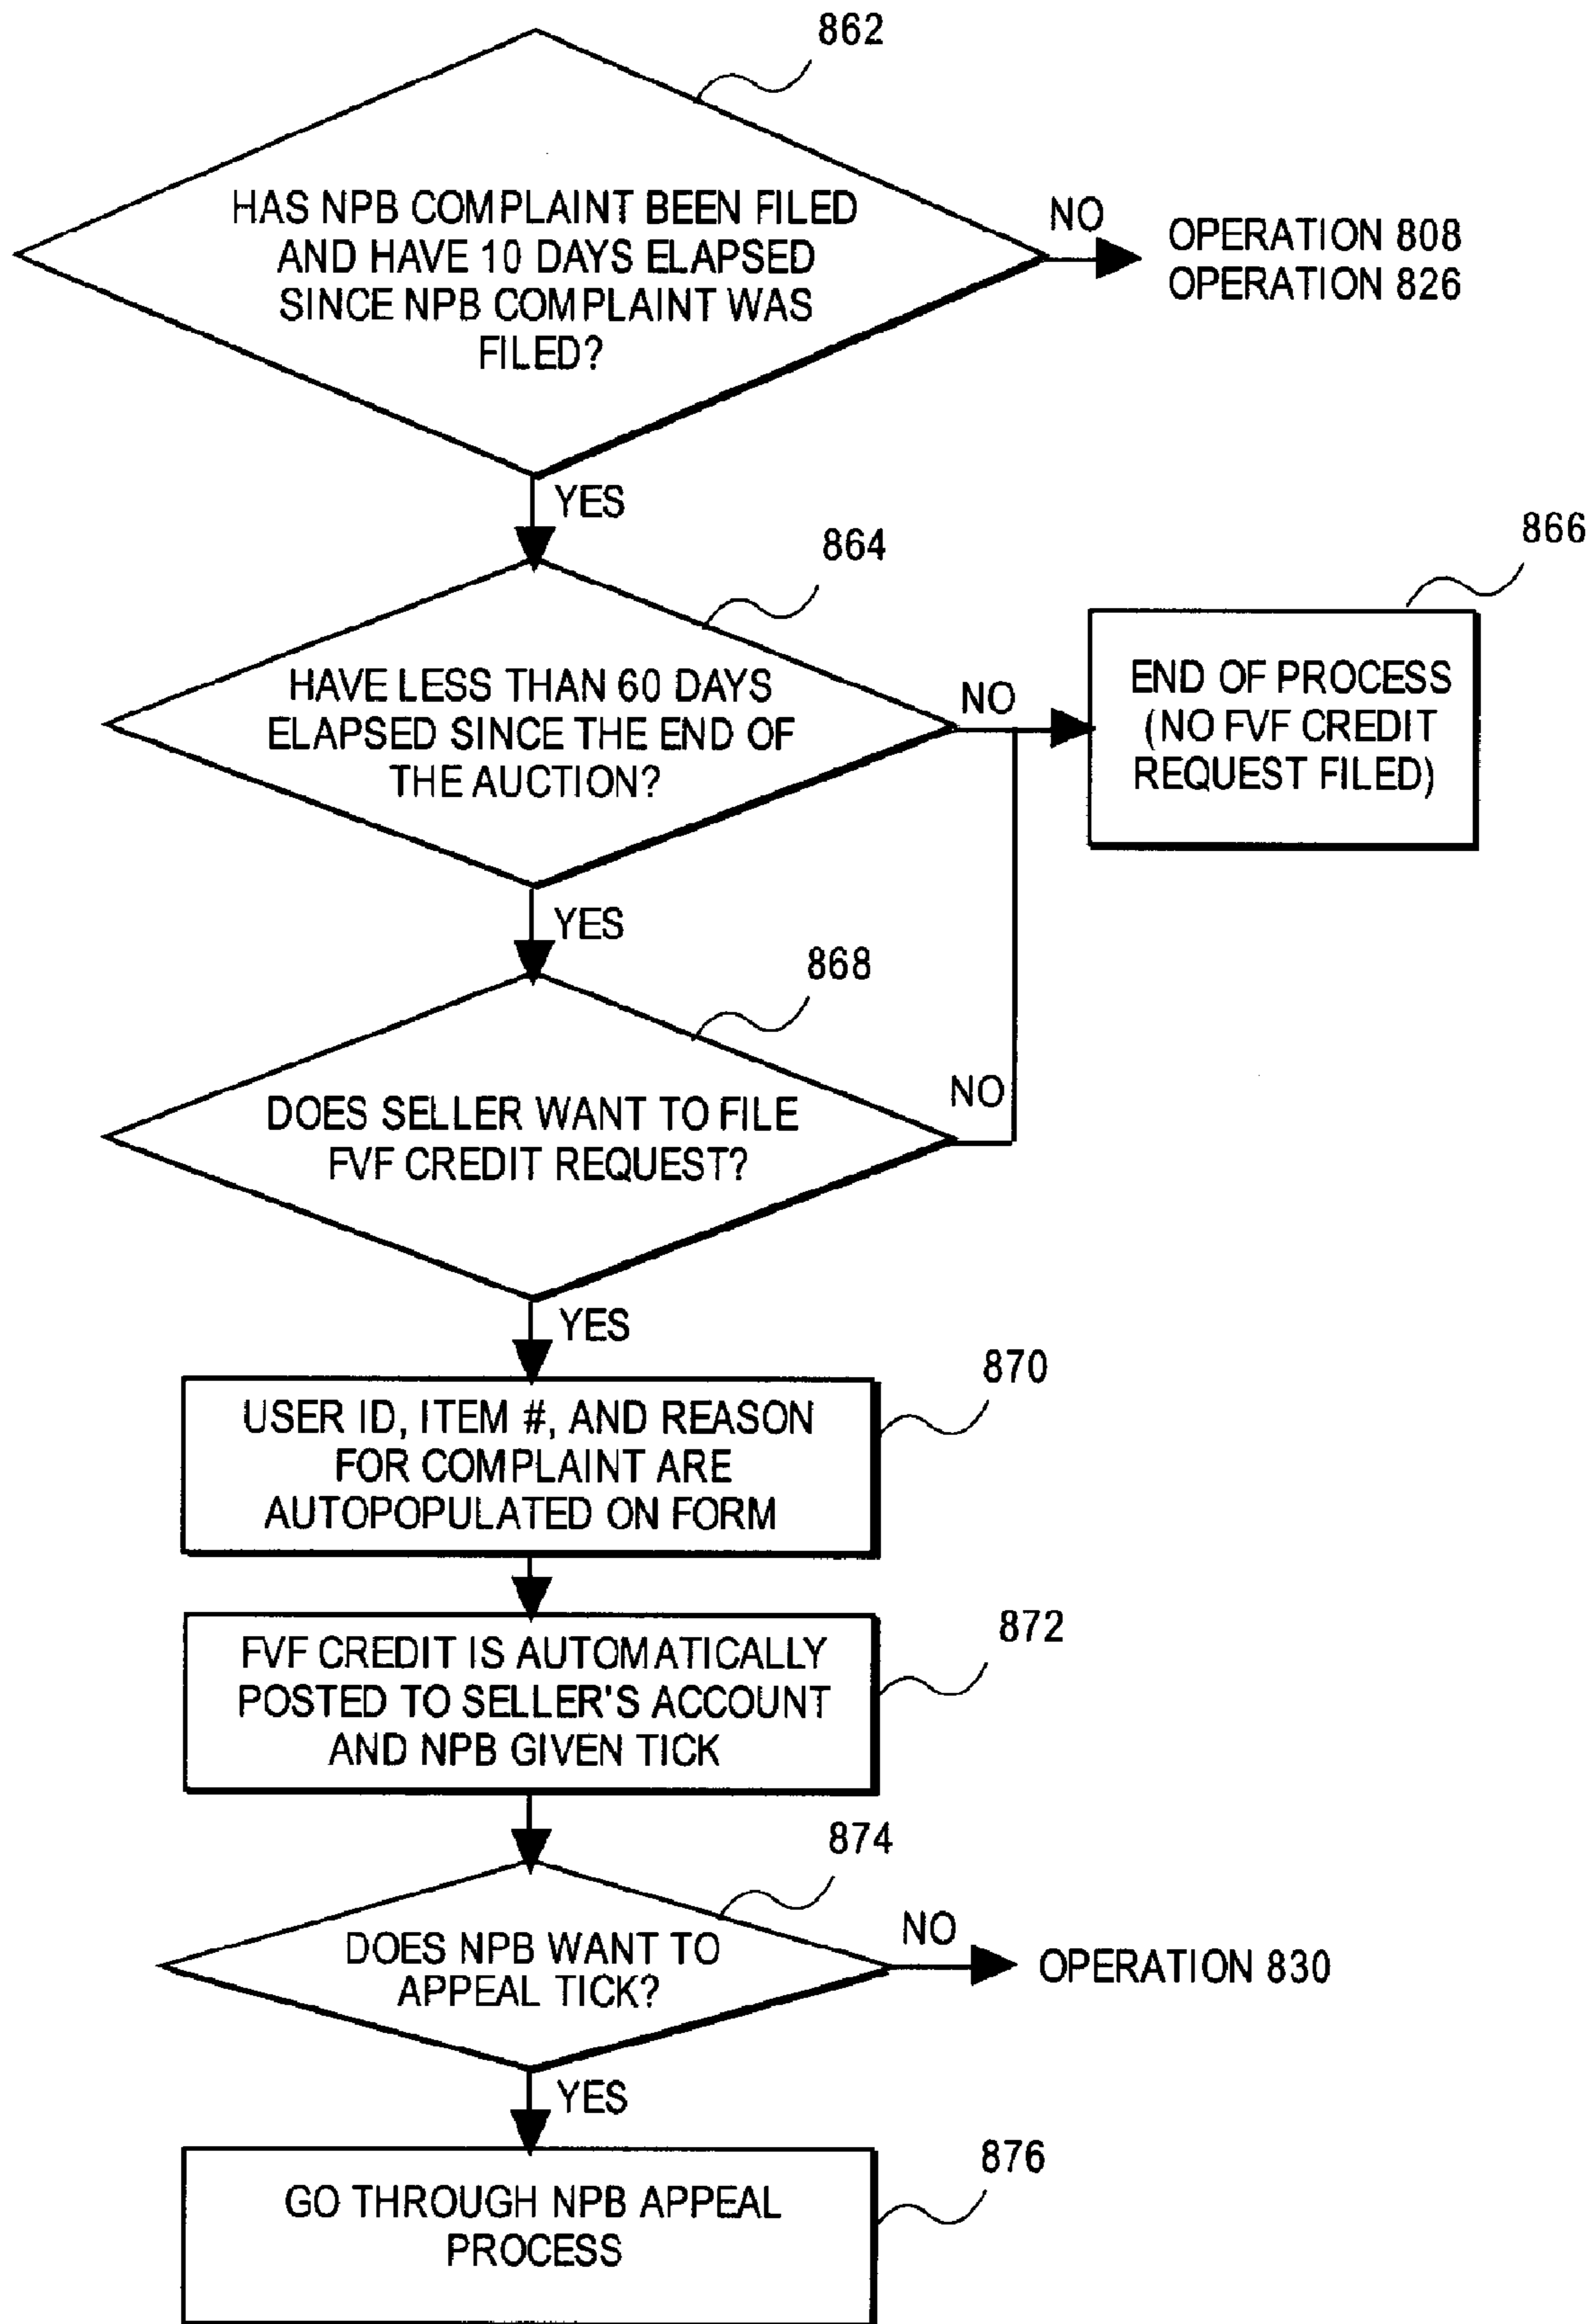 862
HAS NPB COMPLAINT BEEN FILED
AND HAVE 10 DAYS ELAPSED
SINCE NPB COMPLAINT WAS
FILED?
NO
OPERATION 808
OPERATION 826
YES
864
HAVE LESS THAN 60 DAYS
ELAPSED SINCE THE END OF
THE AUCTION?
NO
866
END OF PROCESS
(NO FVF CREDIT
REQUEST FILED)
YES
868
DOES SELLER WANT TO FILE
FVF CREDIT REQUEST?
NO
YES
870
USER ID, ITEM #, AND REASON
FOR COMPLAINT ARE
AUTOPOPULATED ON FORM
872
FVF CREDIT IS AUTOMATICALLY
POSTED TO SELLER'S ACCOUNT
AND NPB GIVEN TICK
874
DOES NPB WANT TO
APPEAL TICK?
NO
OPERATION 830
YES
876
GO THROUGH NPB APPEAL
PROCESS